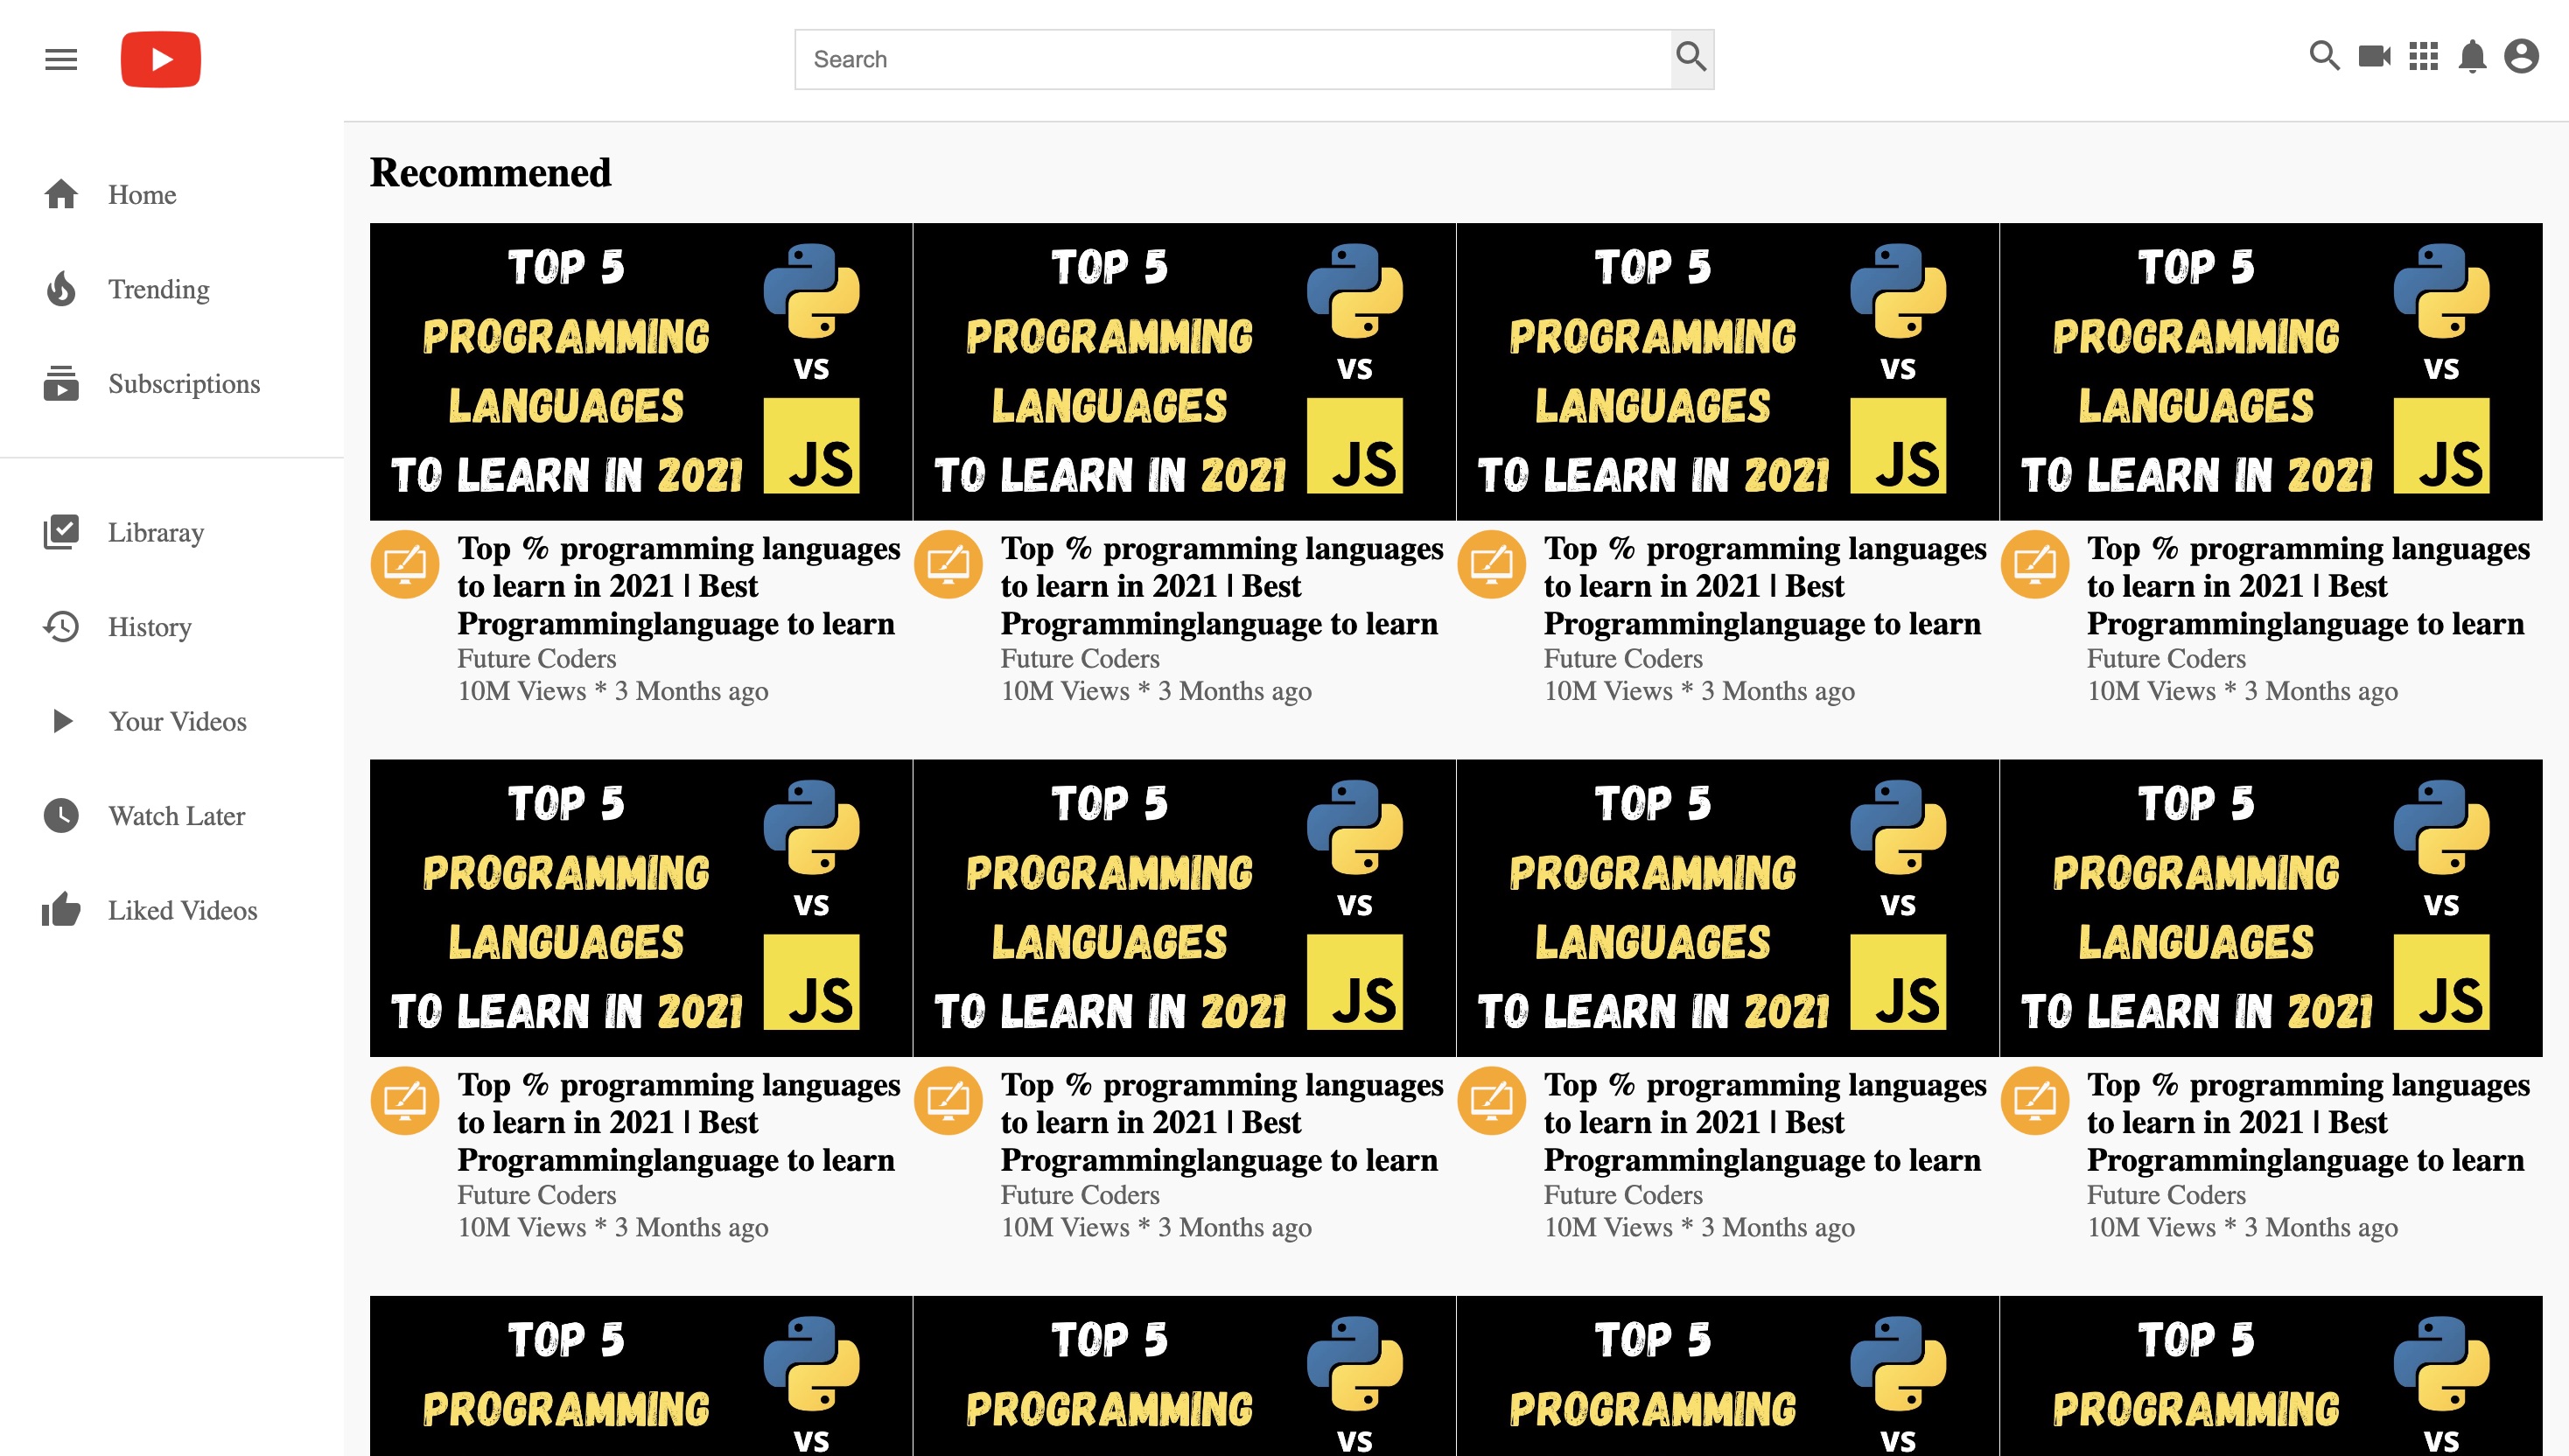 Search
Home
Trending
Subscriptions
Libraray
History
Your Videos
Watch Later
Liked Videos
Recommened
TOP 5
PROGRAMMING
LANGUAGES
TO LEARN IN 2021
VS
JS
TOP 5
PROGRAMMING
LANGUAGES
TO LEARN IN 2021
VS
JS
TOP 5
PROGRAMMING
LANGUAGES
TO LEARN IN 2021
VS
JS
TOP 5
PROGRAMMING
LANGUAGES
TO LEARN IN 2021
VS
JS
Top % programming languages
to learn in 2021 | Best
Programminglanguage to learn
Future Coders
10M Views * 3 Months ago
Top % programming languages
to learn in 2021 | Best
Programminglanguage to learn
Future Coders
10M Views * 3 Months ago
Top % programming languages
to learn in 2021 | Best
Programminglanguage to learn
Future Coders
10M Views * 3 Months ago
Top % programming languages
to learn in 2021 | Best
Programminglanguage to learn
Future Coders
10M Views * 3 Months ago
TOP 5
PROGRAMMING
LANGUAGES
TO LEARN IN 2021
VS
JS
TOP 5
PROGRAMMING
LANGUAGES
TO LEARN IN 2021
VS
JS
TOP 5
PROGRAMMING
LANGUAGES
TO LEARN IN 2021
VS
JS
TOP 5
PROGRAMMING
LANGUAGES
TO LEARN IN 2021
VS
JS
Top % programming languages
to learn in 2021 | Best
Programminglanguage to learn
Future Coders
10M Views * 3 Months ago
Top % programming languages
to learn in 2021 | Best
Programminglanguage to learn
Future Coders
10M Views * 3 Months ago
Top % programming languages
to learn in 2021 | Best
Programminglanguage to learn
Future Coders
10M Views * 3 Months ago
Top % programming languages
to learn in 2021 | Best
Programminglanguage to learn
Future Coders
10M Views * 3 Months ago
TOP 5
PROGRAMMING
VS
TOP 5
PROGRAMMING
VS
TOP 5
PROGRAMMING
VS
TOP 5
PROGRAMMING
VS